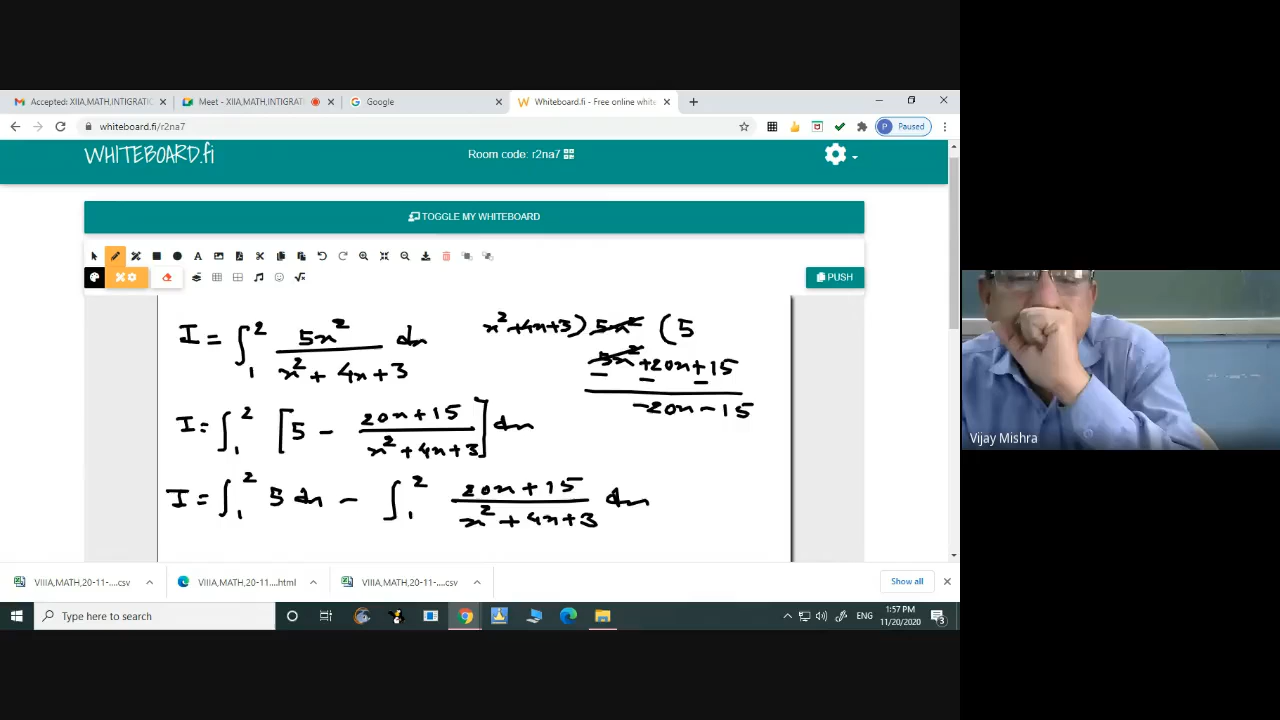 Accepted: XIIA,MATH,INTIGRATIC
Meet - XIIA,MATH,INTIGRATI
Google
Whiteboard.fi - Free online white
whiteboard.fi/r2na7
Paused
WHITEBOARD.fi
Room code: r2na7
TOGGLE MY WHITEBOARD
PUSH
I = ∫₁² 5x² / (x² + 4x + 3) dx
x² + 4x + 3 ) 5x² ( 5
5x² + 20x + 15
-20x - 15
I = ∫₁² [ 5 - (20x + 15) / (x² + 4x + 3) ] dx
I = ∫₁² 5 dx - ∫₁² (20x + 15) / (x² + 4x + 3) dx
Vijay Mishra
VIIIA,MATH,20-11-....csv
VIIIA,MATH,20-11....html
VIIIA,MATH,20-11-....csv
Show all
Type here to search
ENG
1:57 PM
11/20/2020
3